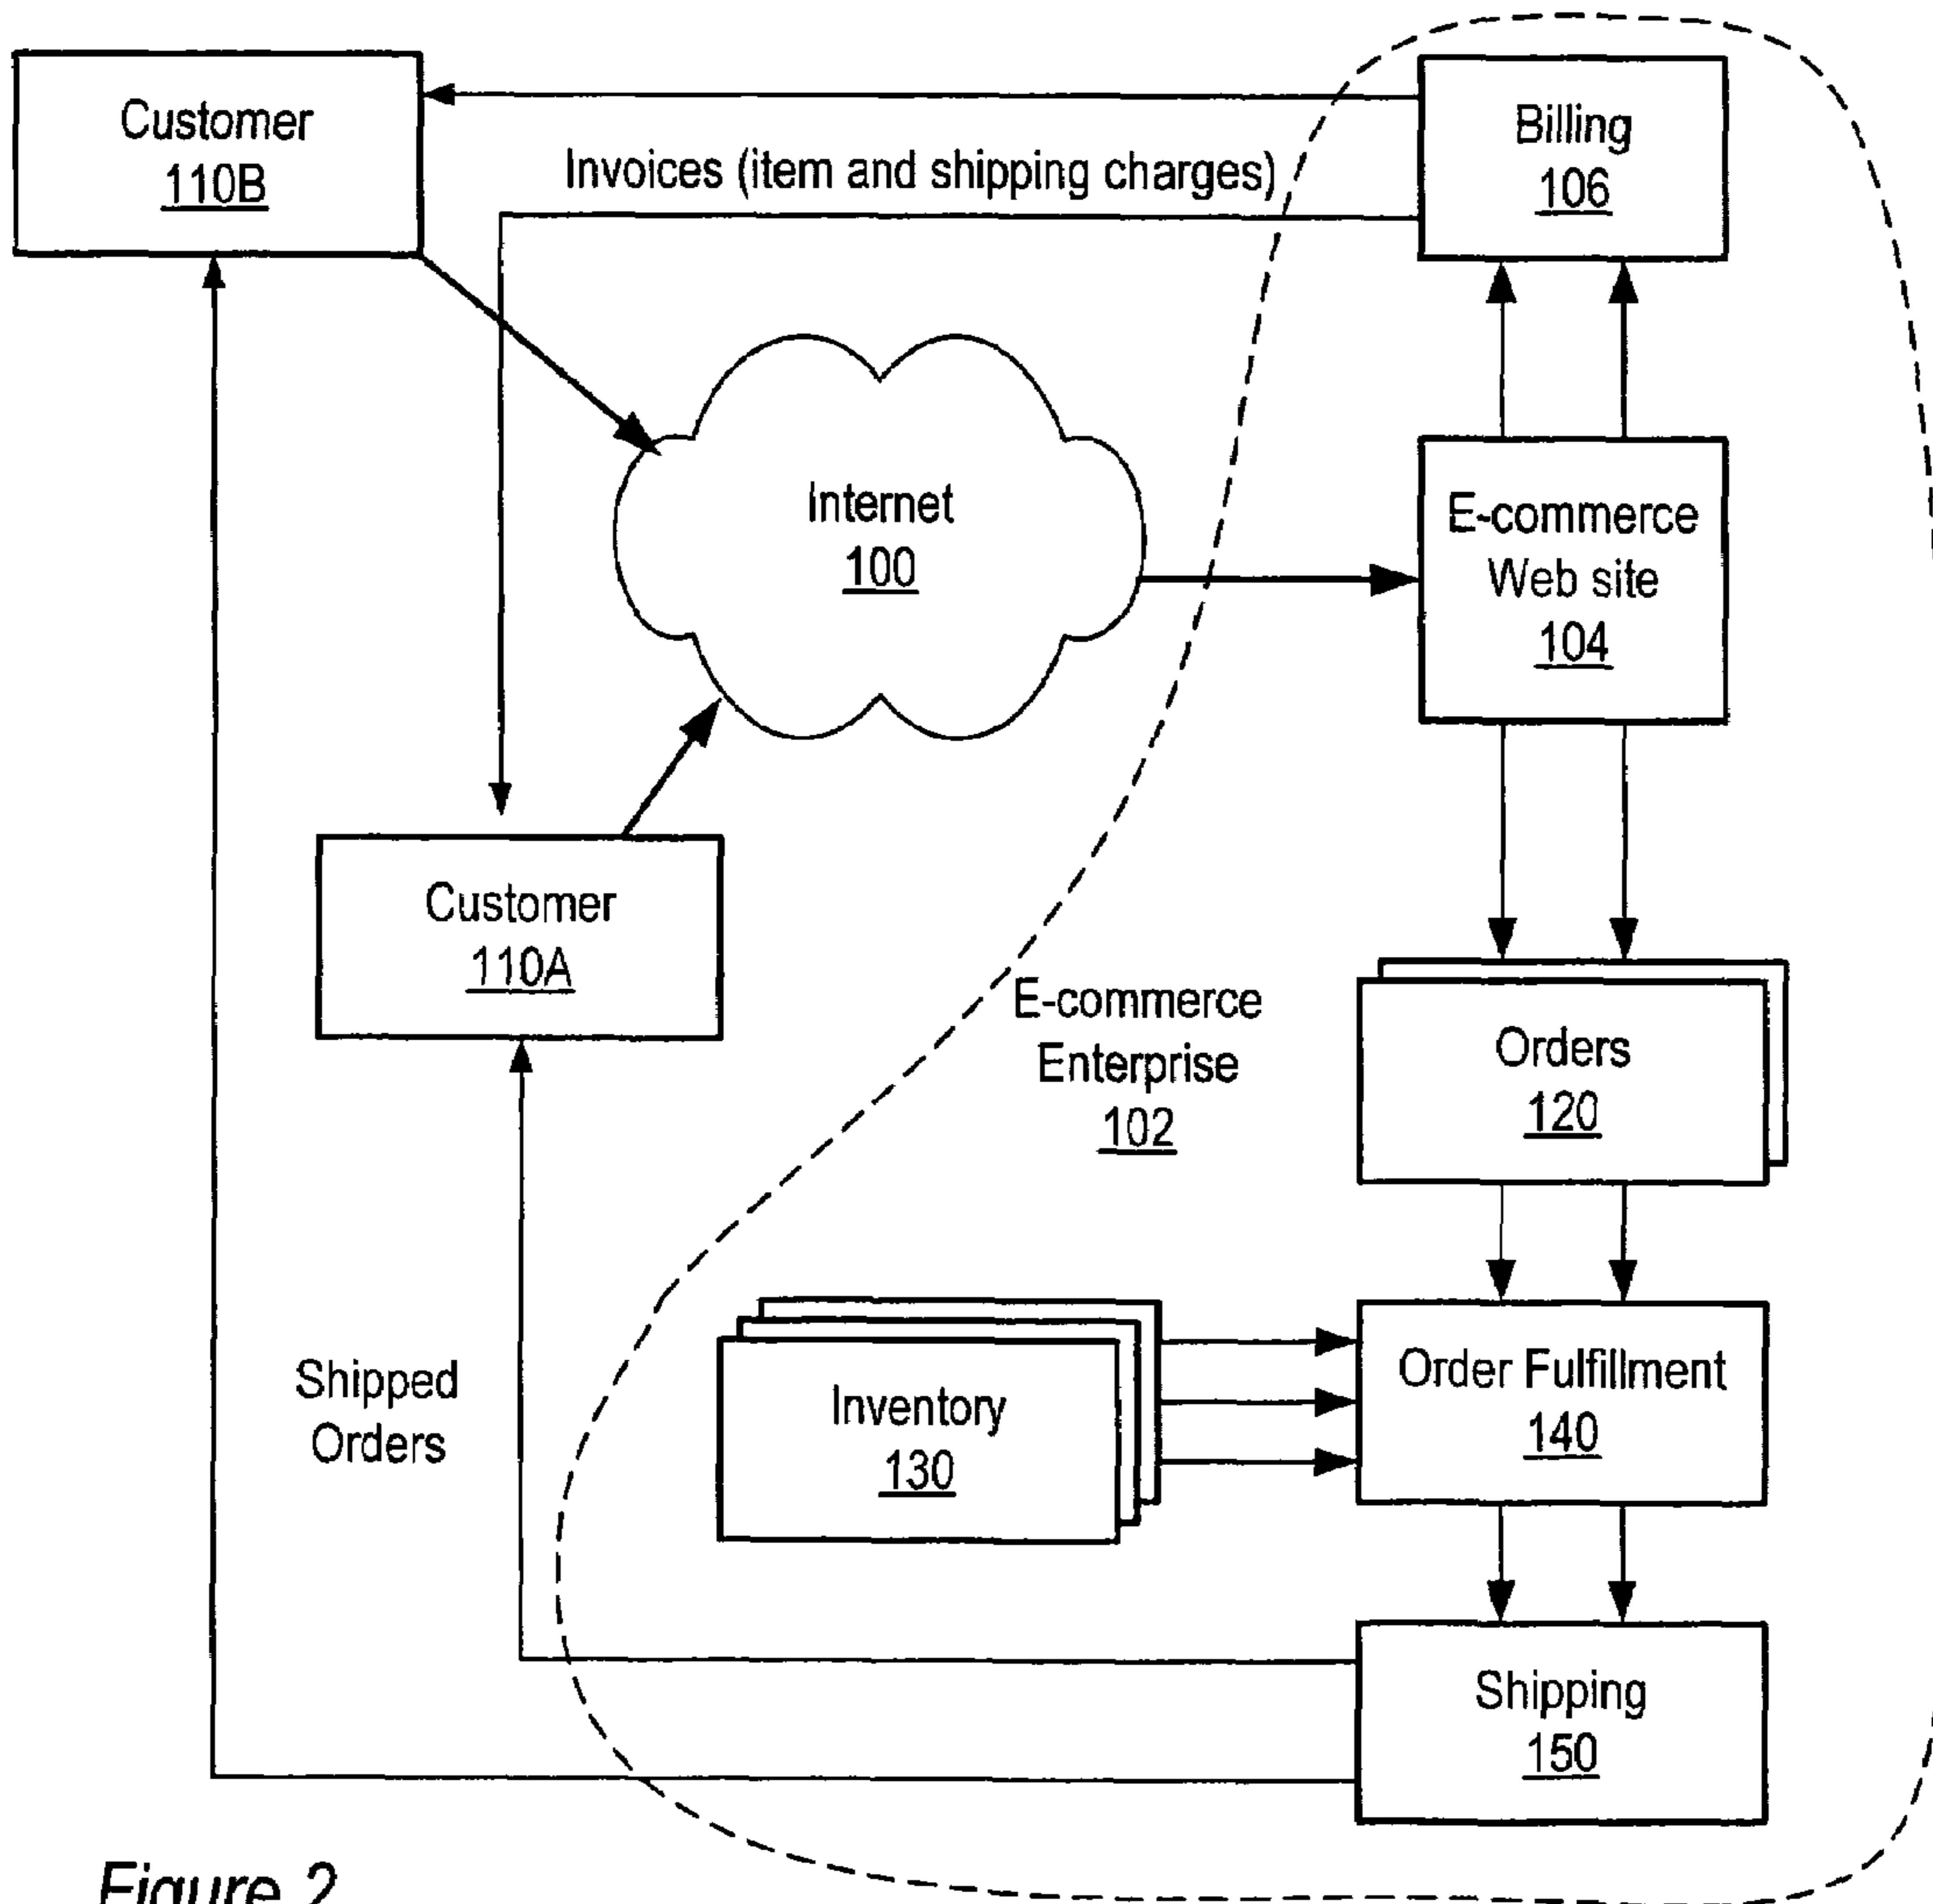 Customer
110B
Billing
106
Invoices (item and shipping charges)
Internet
100
E-commerce
Web site
104
Customer
110A
E-commerce
Enterprise
102
Orders
120
Shipped
Orders
Inventory
130
Order Fulfillment
140
Shipping
150
Figure 2